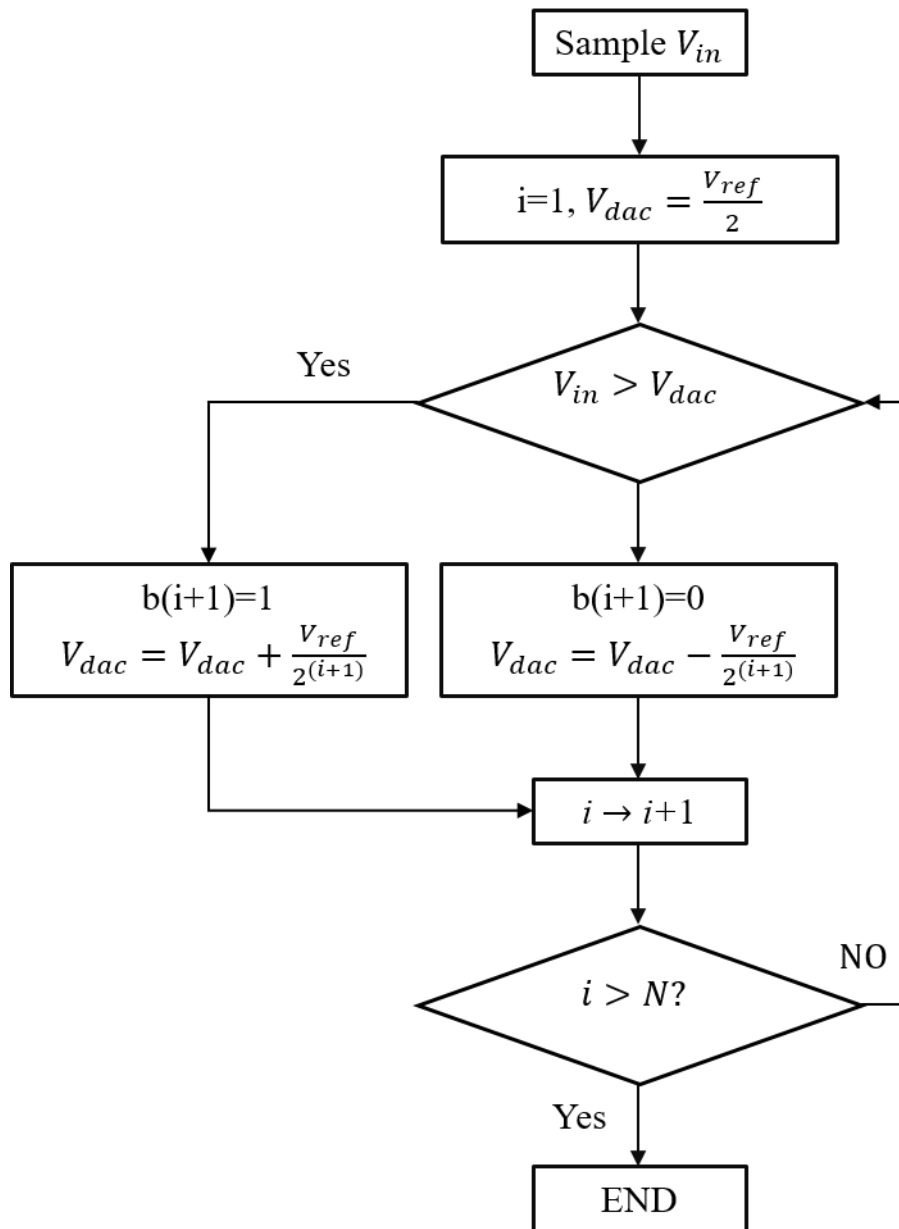 Sample V_in
i=1, V_dac = V_ref/2
Yes
V_in > V_dac
b(i+1)=1
V_dac = V_dac + V_ref/2^(i+1)
b(i+1)=0
V_dac = V_dac − V_ref/2^(i+1)
i → i+1
NO
i > N?
Yes
END